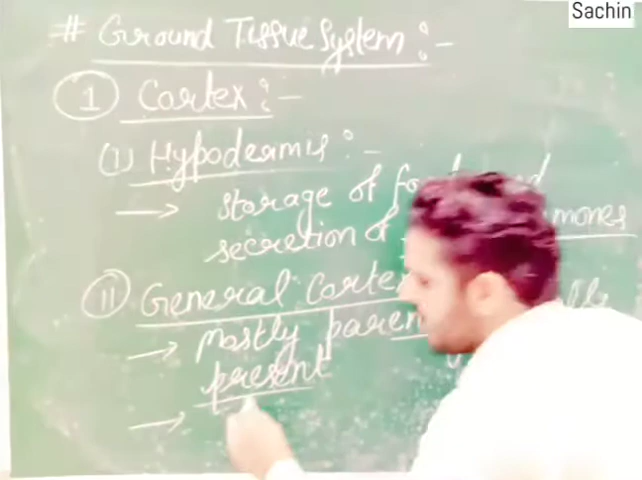 Sachin
# Ground Tissue System :-
① Cortex :-
(I) Hypodermis :-
→ storage of food and
secretion of mones
(II) General Cortex
→ Mostly paren
present
→